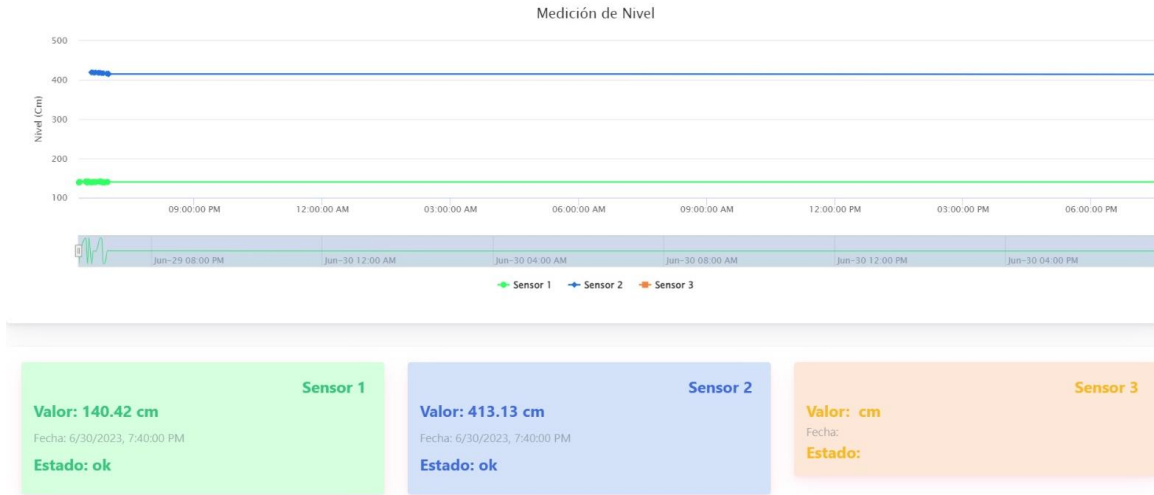 Medición de Nivel
Nivel (Cm)
500
400
300
200
100
09:00:00 PM 12:00:00 AM 03:00:00 AM 06:00:00 AM 09:00:00 AM 12:00:00 PM 03:00:00 PM 06:00:00 PM
Jun-29 08:00 PM Jun-30 12:00 AM Jun-30 04:00 AM Jun-30 08:00 AM Jun-30 12:00 PM Jun-30 04:00 PM
Sensor 1 Sensor 2 Sensor 3
Sensor 1
Valor: 140.42 cm
Fecha: 6/30/2023, 7:40:00 PM
Estado: ok
Sensor 2
Valor: 413.13 cm
Fecha: 6/30/2023, 7:40:00 PM
Estado: ok
Sensor 3
Valor: cm
Fecha:
Estado: